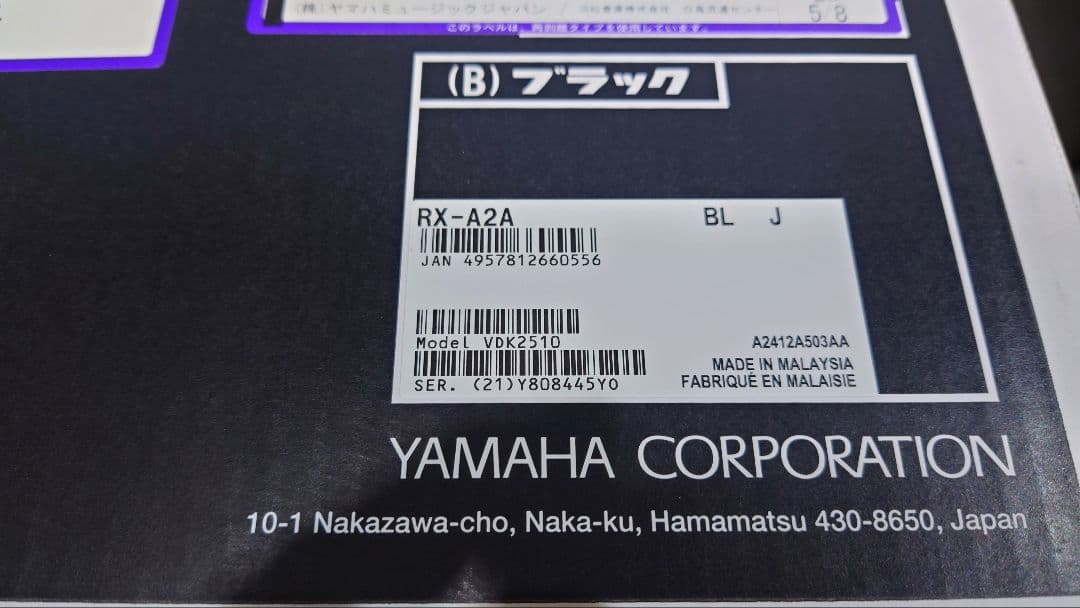 (株)ヤマハミュージックジャパン /
5/8
このラベルは、再剥離タイプを使用しています。
(B) ブラック
RX-A2A BL J
JAN 4957812660556
Model VDK2510
A2412A503AA
MADE IN MALAYSIA
SER. (21)Y808445YO
FABRIQUÉ EN MALAISIE
YAMAHA CORPORATION
10-1 Nakazawa-cho, Naka-ku, Hamamatsu 430-8650, Japan